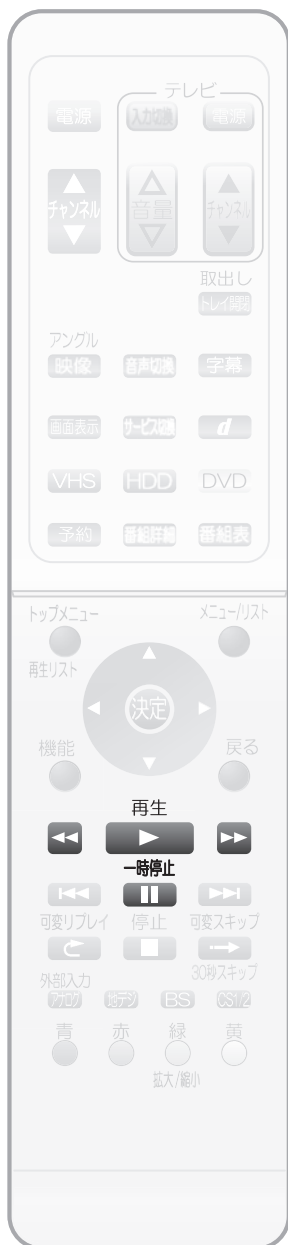 テレビ
電源 入力切換 電源
チャンネル 音量 チャンネル
取出し
トレイ開閉
アングル
映像 音声切換 字幕
画面表示 サービス切換 d
VHS HDD DVD
予約 番組詳細 番組表
トップメニュー メニュー/リスト
再生リスト
決定
機能 戻る
再生
一時停止
可変リプレイ 停止 可変スキップ
30秒スキップ
外部入力
アナログ 地デジ BS CS1/2
青 赤 緑 黄
拡大/縮小